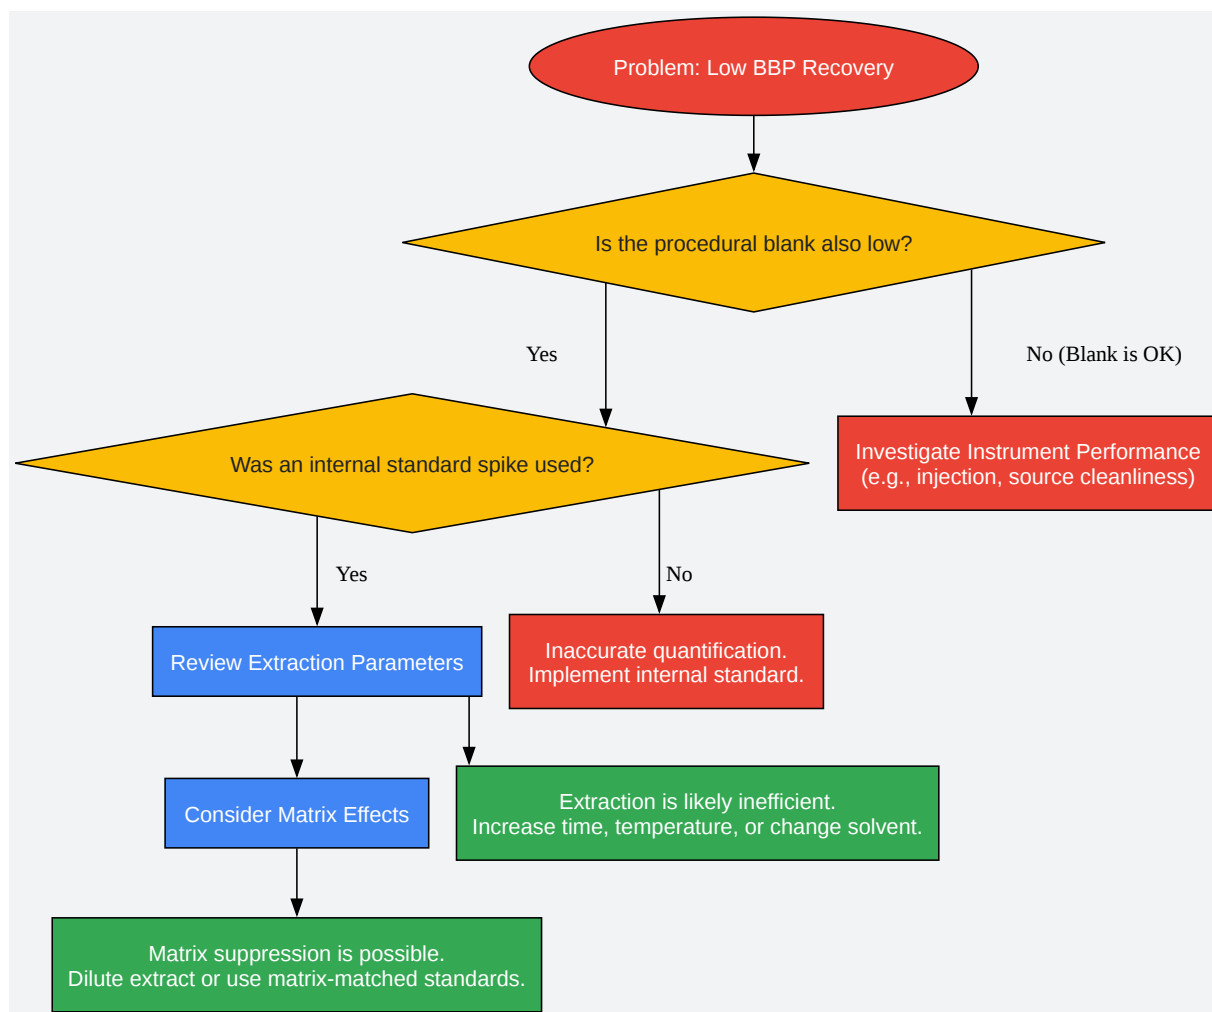 Problem: Low BBP Recovery
Is the procedural blank also low?
Yes
No (Blank is OK)
Investigate Instrument Performance
(e.g., injection, source cleanliness)
Was an internal standard spike used?
Yes
No
Inaccurate quantification.
Implement internal standard.
Review Extraction Parameters
Consider Matrix Effects
Extraction is likely inefficient.
Increase time, temperature, or change solvent.
Matrix suppression is possible.
Dilute extract or use matrix-matched standards.